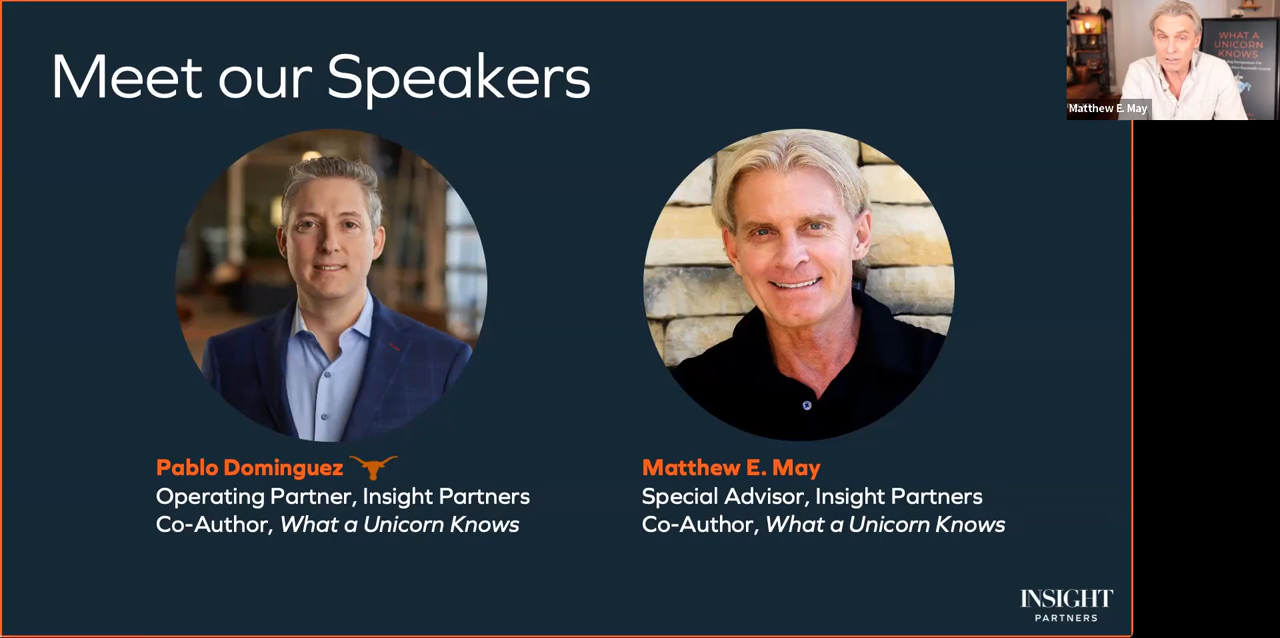 Meet our Speakers
WHAT A
UNICORN
KNOWS
Matthew E. May
Pablo Dominguez
Operating Partner, Insight Partners
Co-Author, What a Unicorn Knows
Matthew E. May
Special Advisor, Insight Partners
Co-Author, What a Unicorn Knows
INSIGHT
PARTNERS